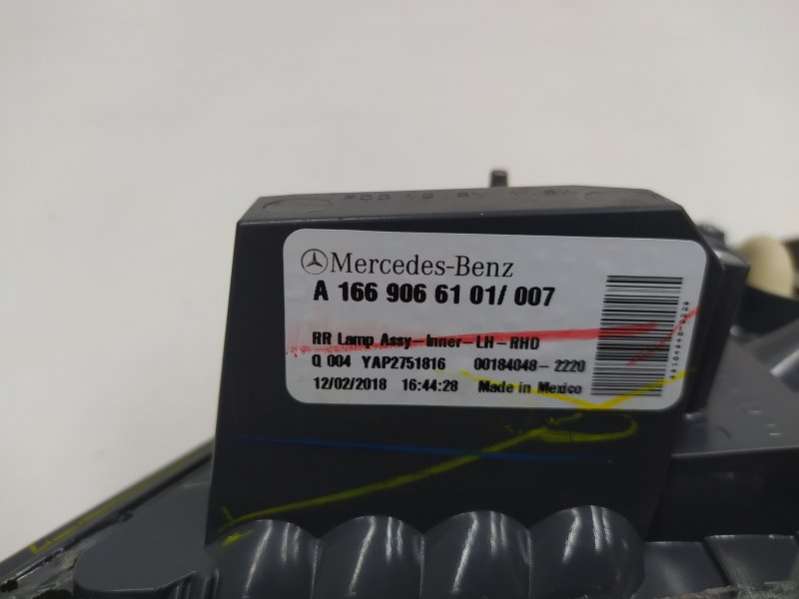 Mercedes-Benz
A 166 906 61 01/ 007
RR Lamp Assy-Inner-LH-RHD
Q 004 YAP2751816 00184048-2220
12/02/2018 16:44:28 Made in Mexico